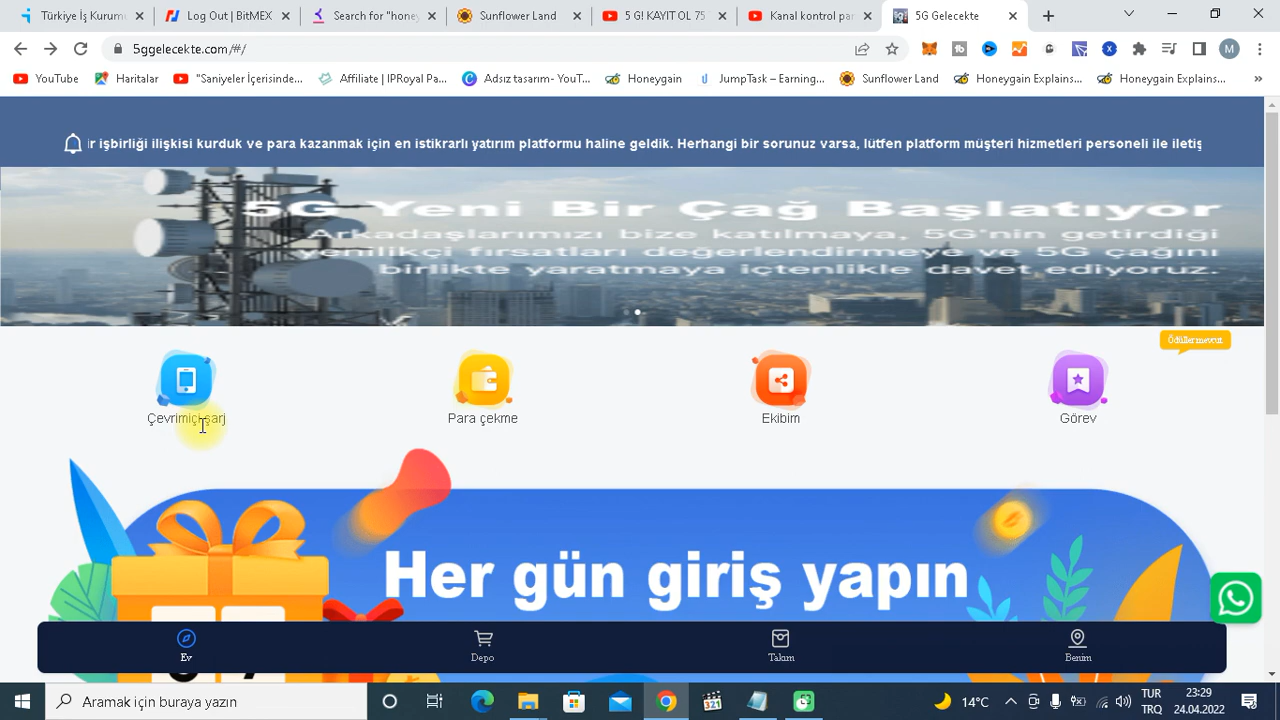 Türkiye İş Kurumu
Log Out | BitMEX
Search for "hone
Sunflower Land
5 G! KAYIT OL 75
Kanal kontrol pa
5G Gelecekte
5ggelecekte.com/#/
M
YouTube
Haritalar
"Saniyeler İçerisinde...
Affiliate | IPRoyal Pa...
Adsız tasarım- YouT...
Honeygain
JumpTask – Earning...
Sunflower Land
Honeygain Explains...
Honeygain Explains...
ir işbirliği ilişkisi kurduk ve para kazanmak için en istikrarlı yatırım platformu haline geldik. Herhangi bir sorunuz varsa, lütfen platform müşteri hizmetleri personeli ile iletiş
5G Yeni Bir Çağ Başlatıyor
Arkadaşlarımızı bize katılmaya, 5G'nin getirdiği
yenilikçi fırsatları değerlendirmeye ve 5G çağını
birlikte yaratmaya içtenlikle davet ediyoruz.
Ödüller mevcut
Çevrimiçi şarj
Para çekme
Ekibim
Görev
Her gün giriş yapın
Ev
Depo
Takım
Benim
Aramak için buraya yazın
14°C
TUR
TRQ
23:29
24.04.2022